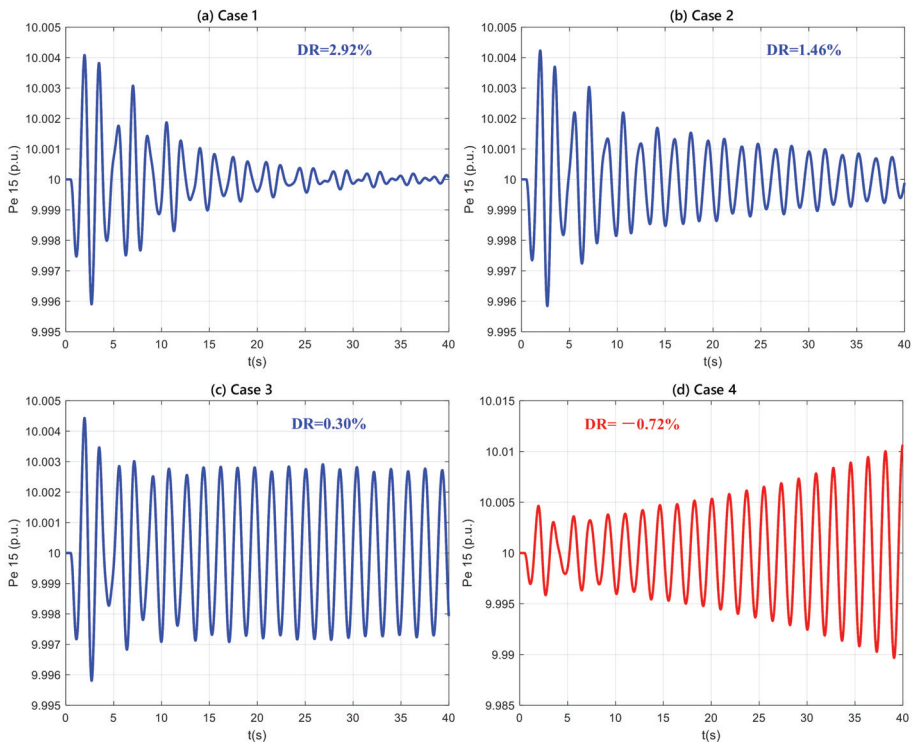 (a) Case 1
DR=2.92%
Pe 15 (p.u.)
10.005
10.004
10.003
10.002
10.001
10
9.999
9.998
9.997
9.996
9.995
0 5 10 15 20 25 30 35 40
t(s)
(b) Case 2
DR=1.46%
Pe 15 (p.u.)
10.005
10.004
10.003
10.002
10.001
10
9.999
9.998
9.997
9.996
9.995
0 5 10 15 20 25 30 35 40
t(s)
(c) Case 3
DR=0.30%
Pe 15 (p.u.)
10.005
10.004
10.003
10.002
10.001
10
9.999
9.998
9.997
9.996
9.995
0 5 10 15 20 25 30 35 40
t(s)
(d) Case 4
DR= —0.72%
Pe 15 (p.u.)
10.015
10.01
10.005
10
9.995
9.99
9.985
0 5 10 15 20 25 30 35 40
t(s)